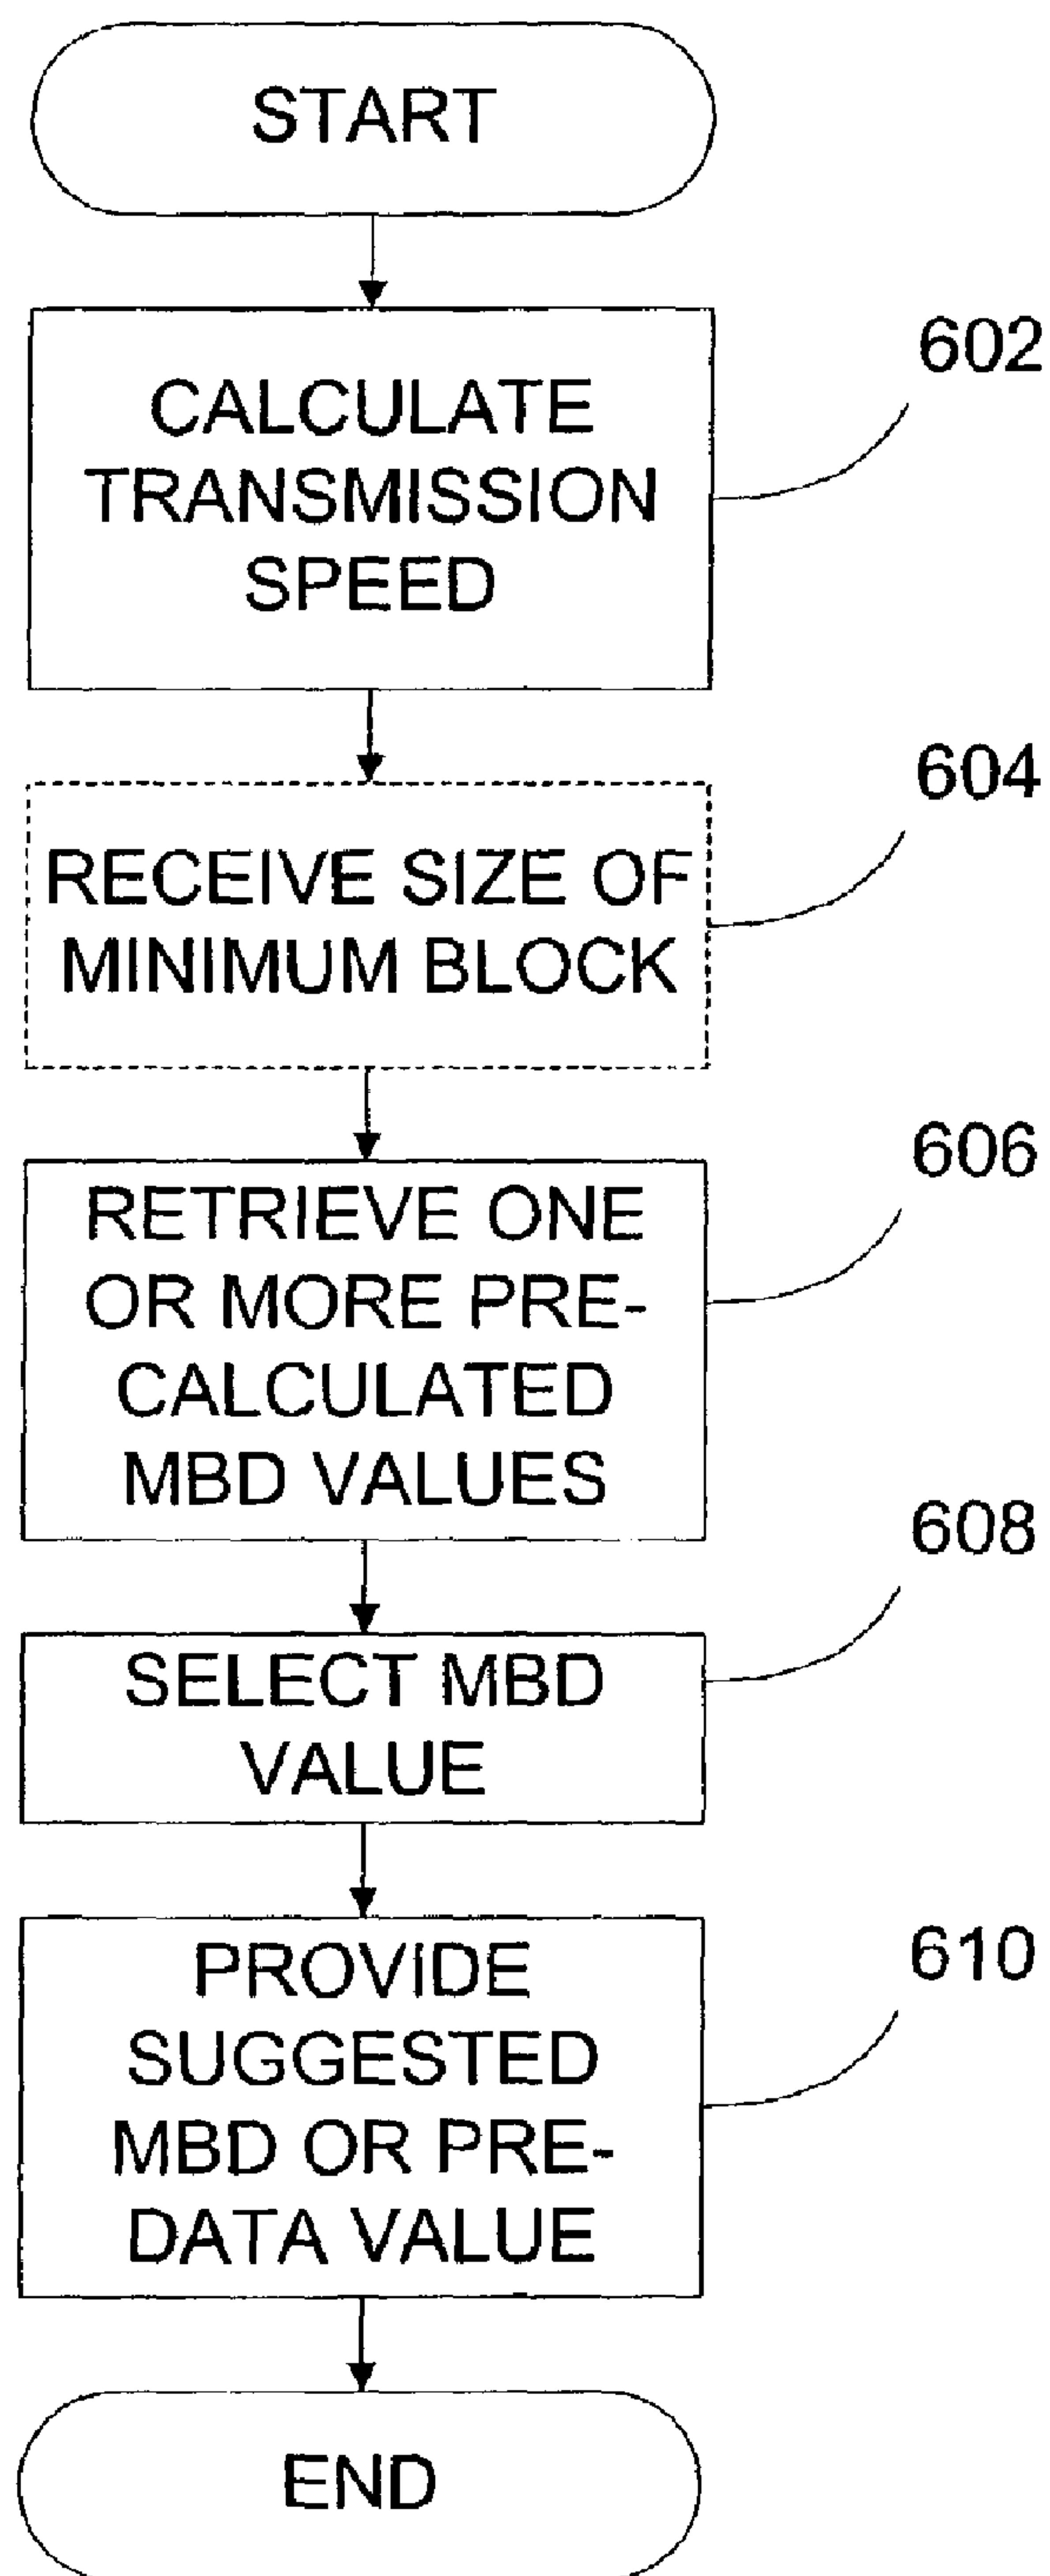 START
CALCULATE
TRANSMISSION
SPEED
602
RECEIVE SIZE OF
MINIMUM BLOCK
604
RETRIEVE ONE
OR MORE PRE-
CALCULATED
MBD VALUES
606
SELECT MBD
VALUE
608
PROVIDE
SUGGESTED
MBD OR PRE-
DATA VALUE
610
END